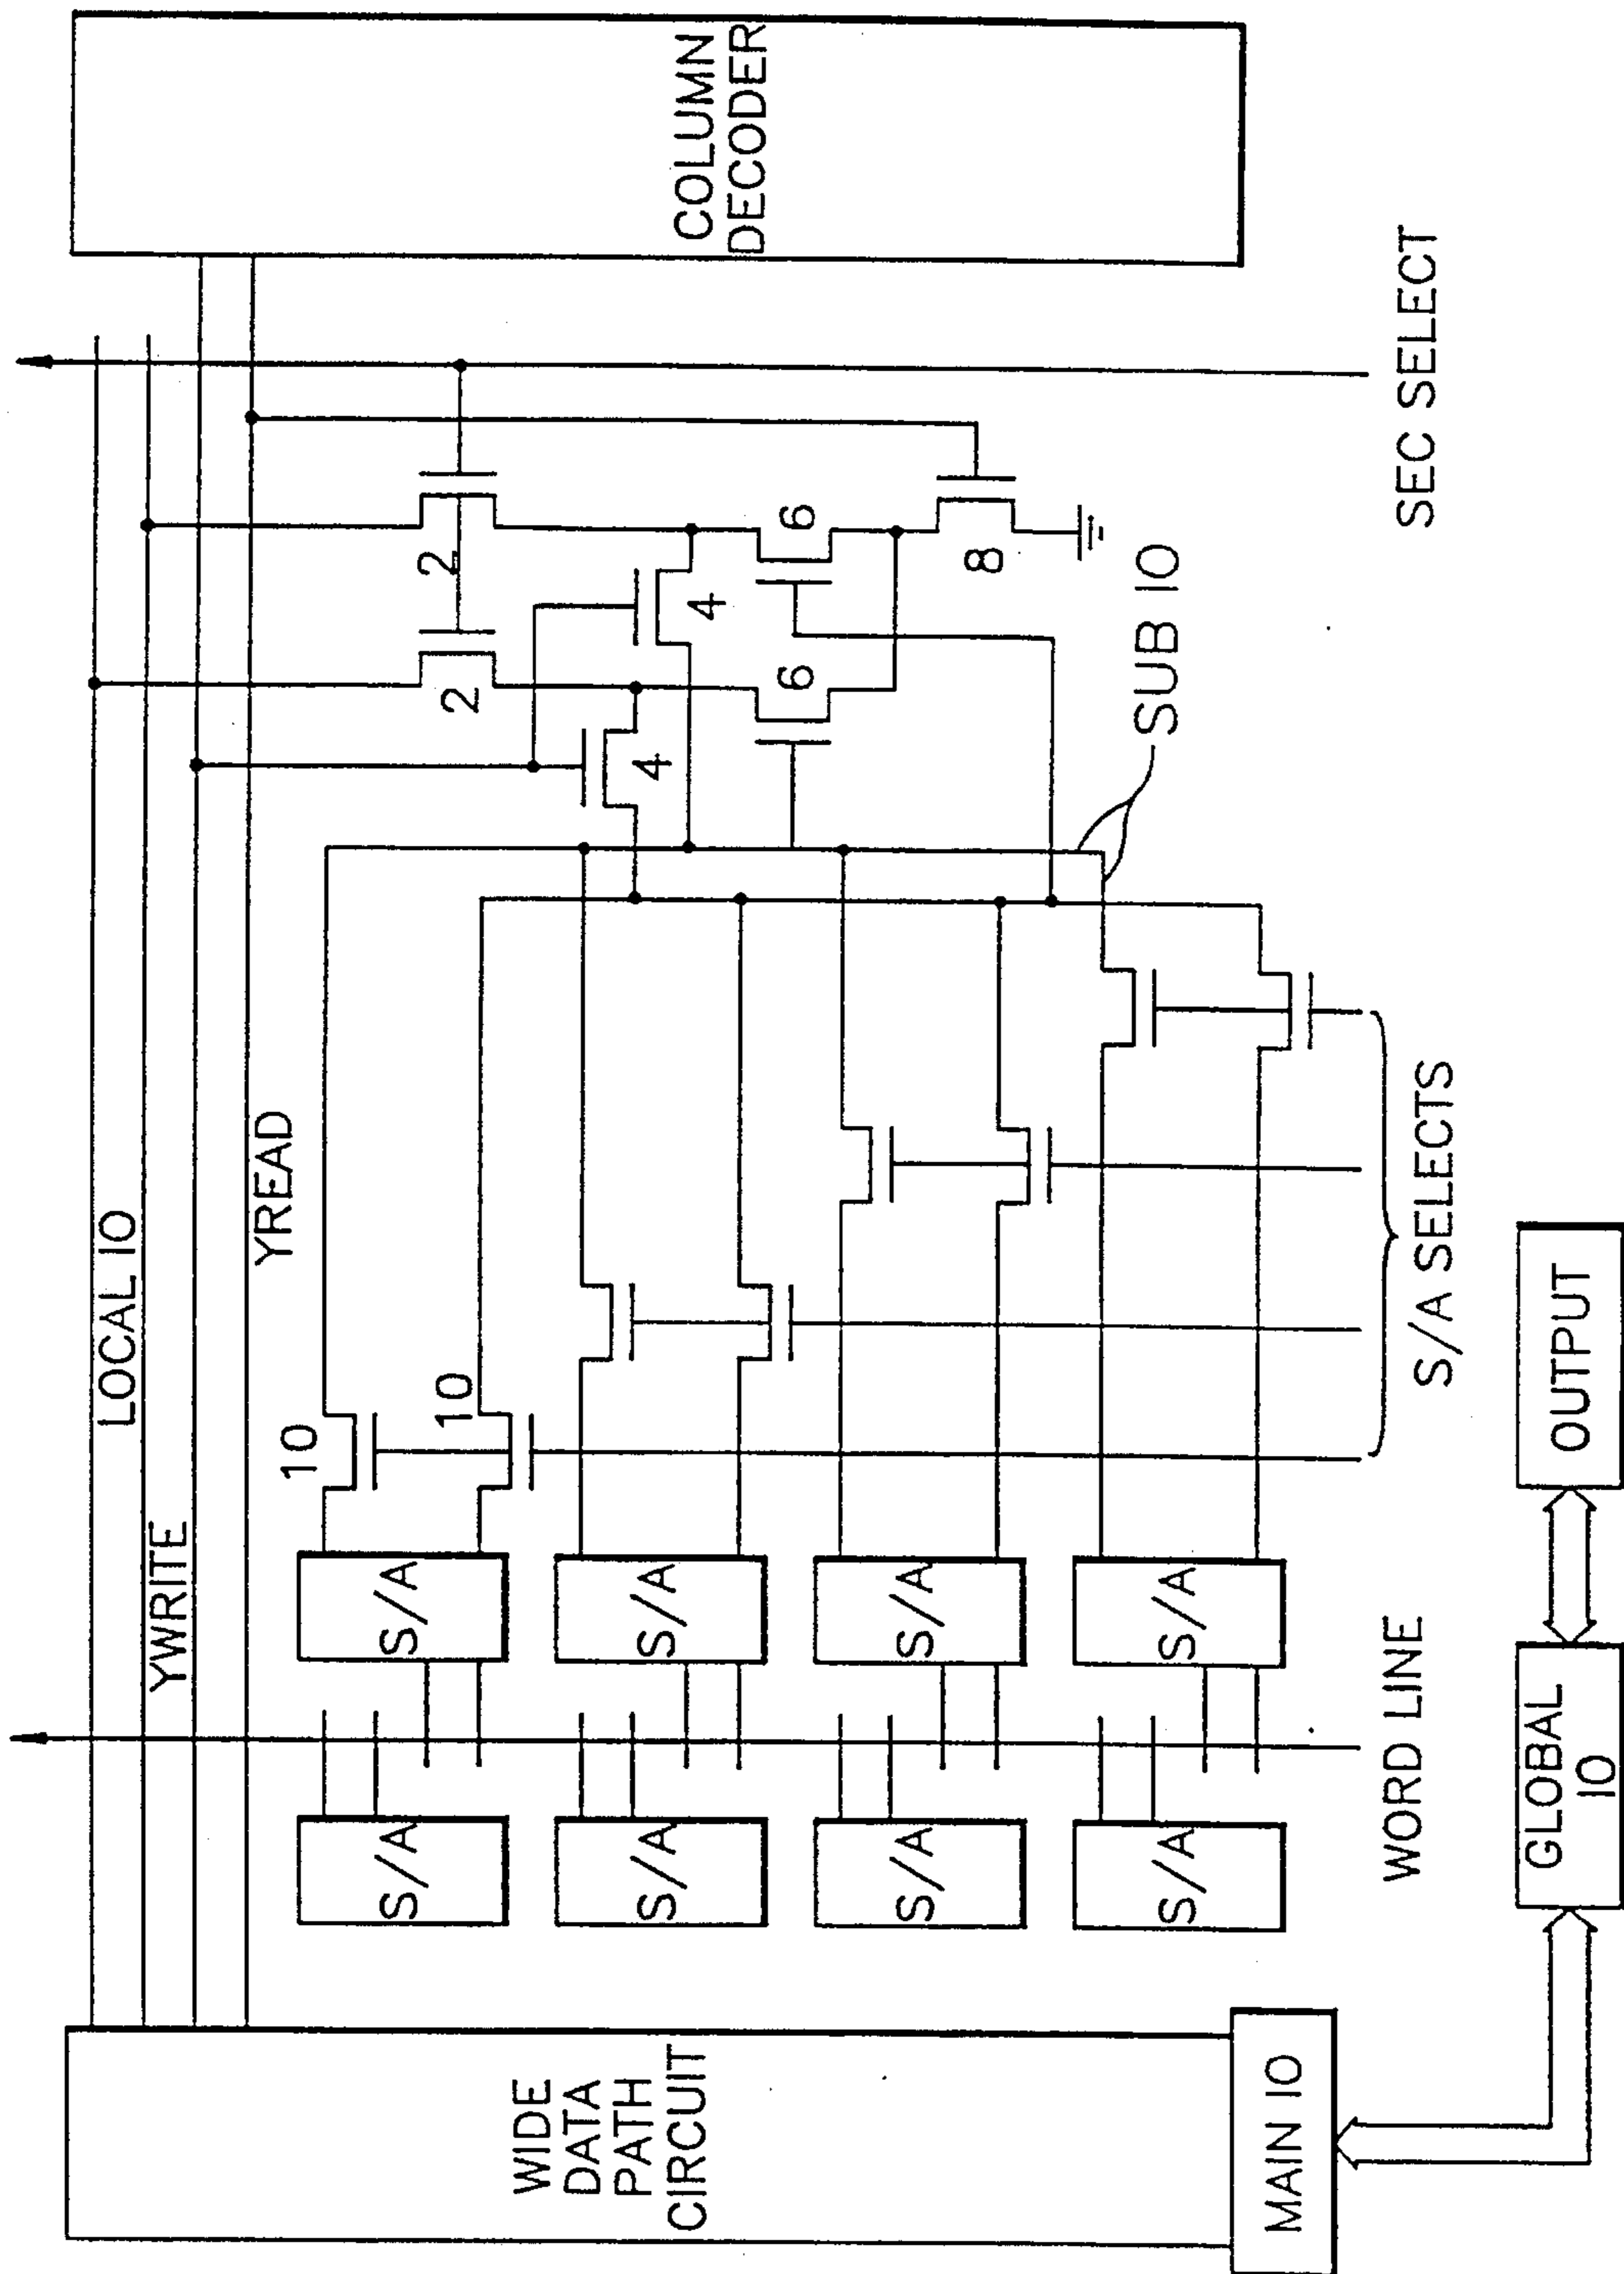 COLUMN
DECODER
SEC SELECT
LOCAL IO
YWRITE
YREAD
2
2
4
4
6
6
8
SUB IO
10
10
S/A
S/A
S/A
S/A
S/A
S/A
S/A
S/A
S/A SELECTS
WORD LINE
WIDE
DATA
PATH
CIRCUIT
MAIN IO
GLOBAL
IO
OUTPUT